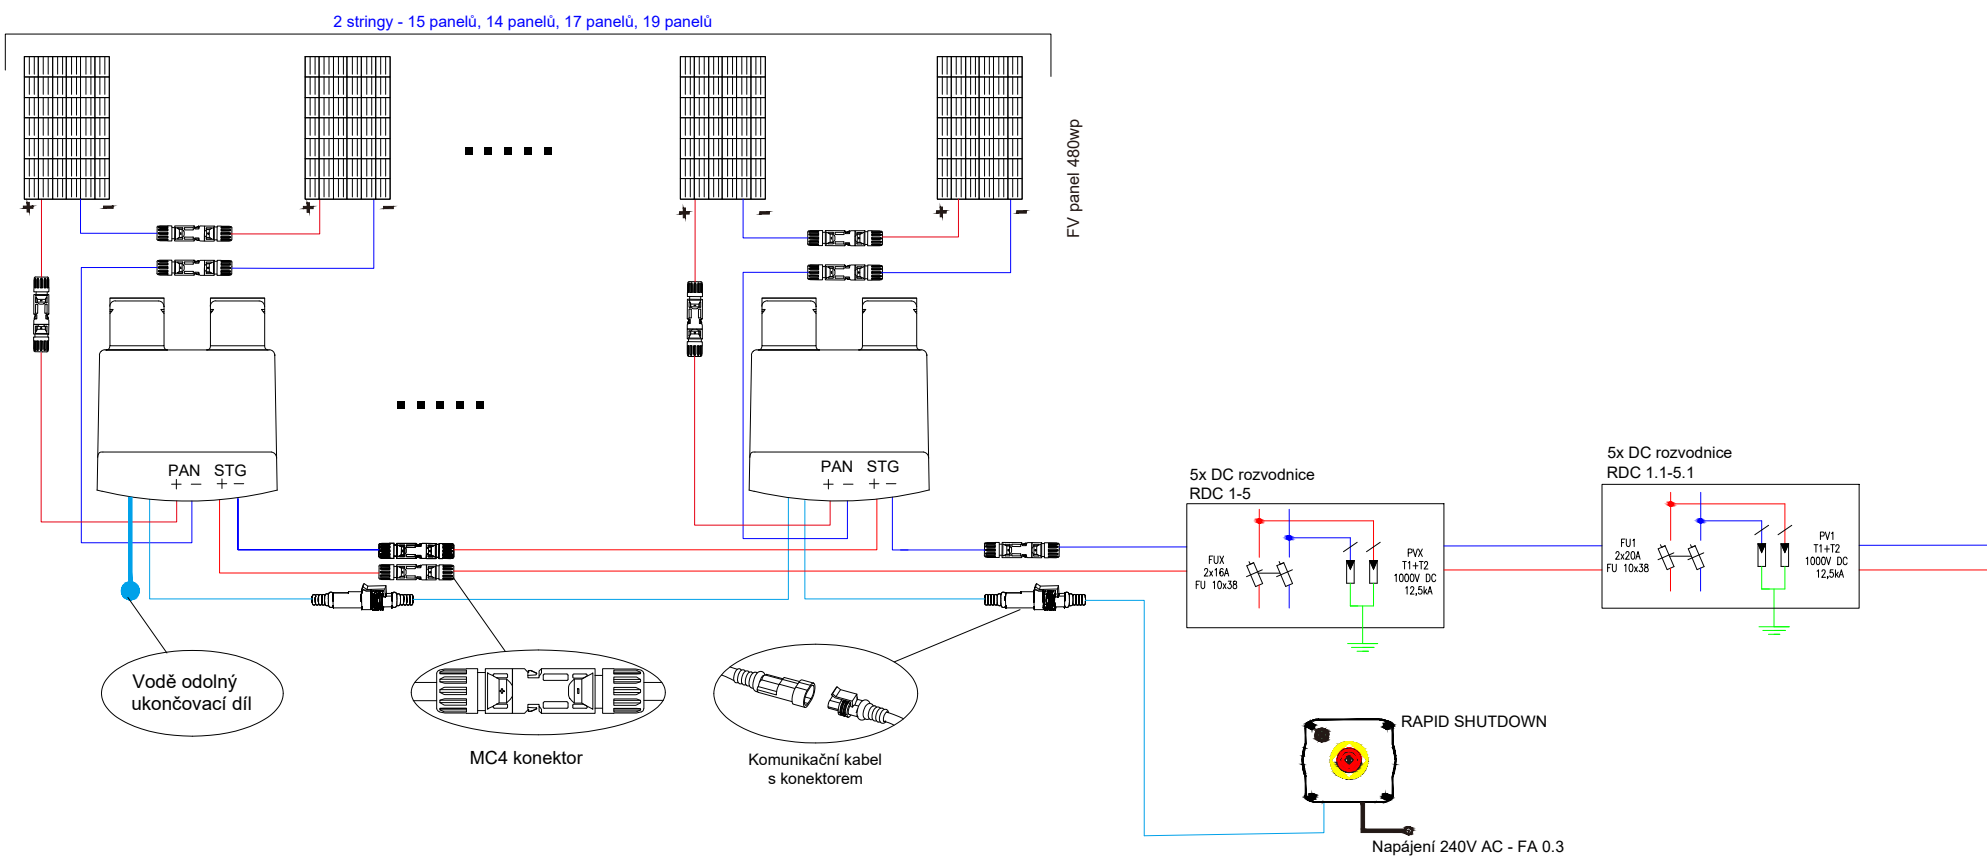 2 stringy - 15 panelů, 14 panelů, 17 panelů, 19 panelů
+ -
+ -
+ -
+ -
FV panel 480wp
PAN STG
+ - + -
PAN STG
+ - + -
5x DC rozvodnice
RDC 1-5
FUX
2x16A
FU 10x38
PVX
T1+T2
1000V DC
12,5kA
5x DC rozvodnice
RDC 1.1-5.1
FU1
2x20A
FU 10x38
PV1
T1+T2
1000V DC
12,5kA
Vodě odolný
ukončovací díl
+ -
MC4 konektor
Komunikační kabel
s konektorem
RAPID SHUTDOWN
Napájení 240V AC - FA 0.3